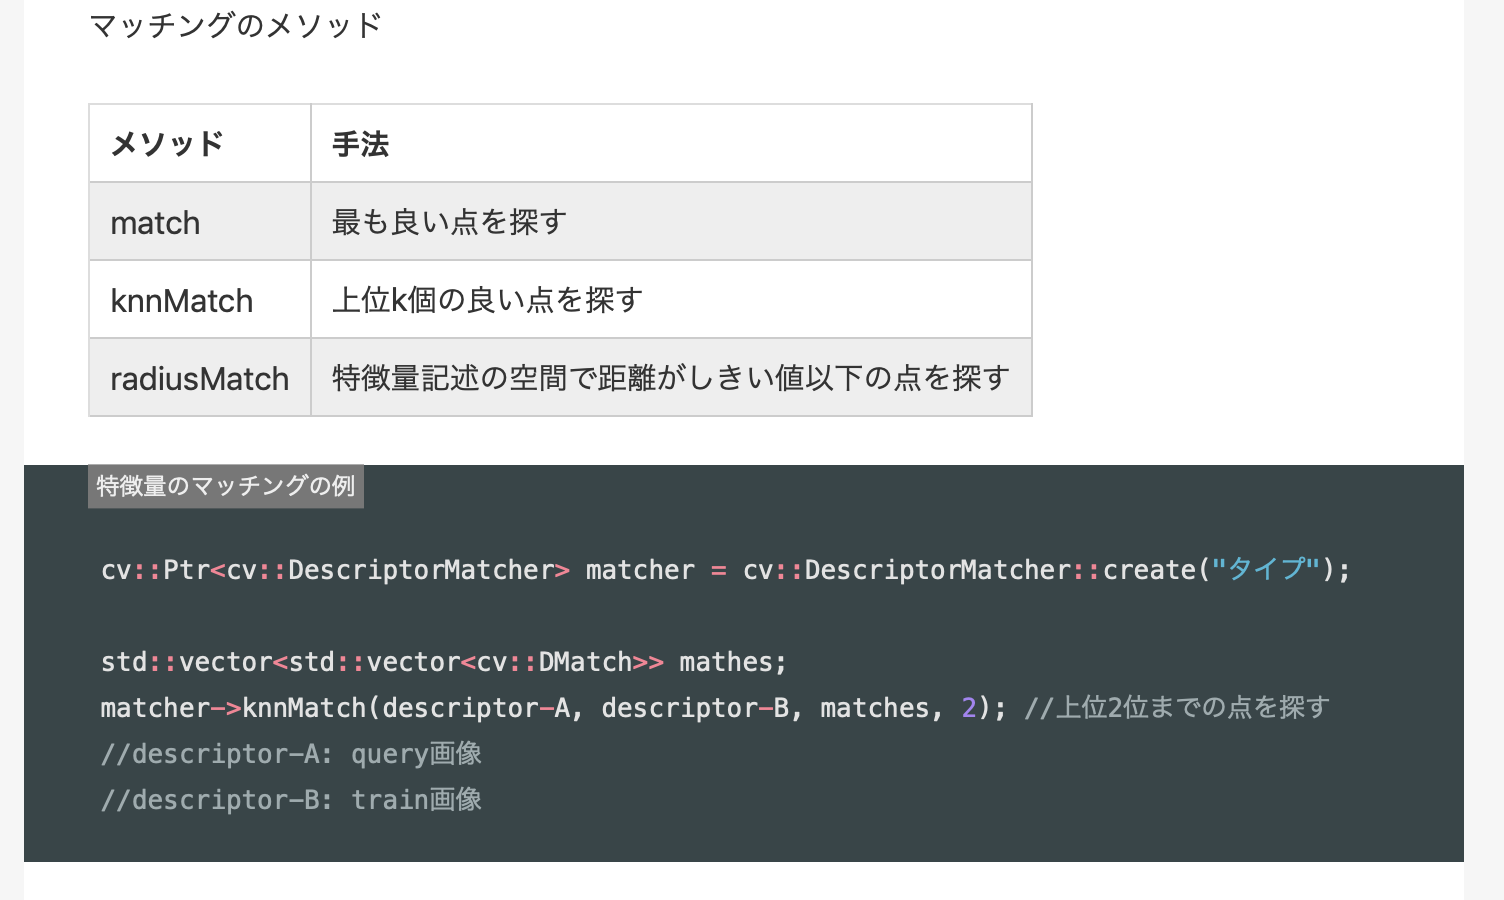 マッチングのメソッド
メソッド 手法
match 最も良い点を探す
knnMatch 上位k個の良い点を探す
radiusMatch 特徴量記述の空間で距離がしきい値以下の点を探す
特徴量のマッチングの例
cv::Ptr<cv::DescriptorMatcher> matcher = cv::DescriptorMatcher::create("タイプ");
std::vector<std::vector<cv::DMatch>> mathes;
matcher->knnMatch(descriptor-A, descriptor-B, matches, 2); //上位2位までの点を探す
//descriptor-A: query画像
//descriptor-B: train画像